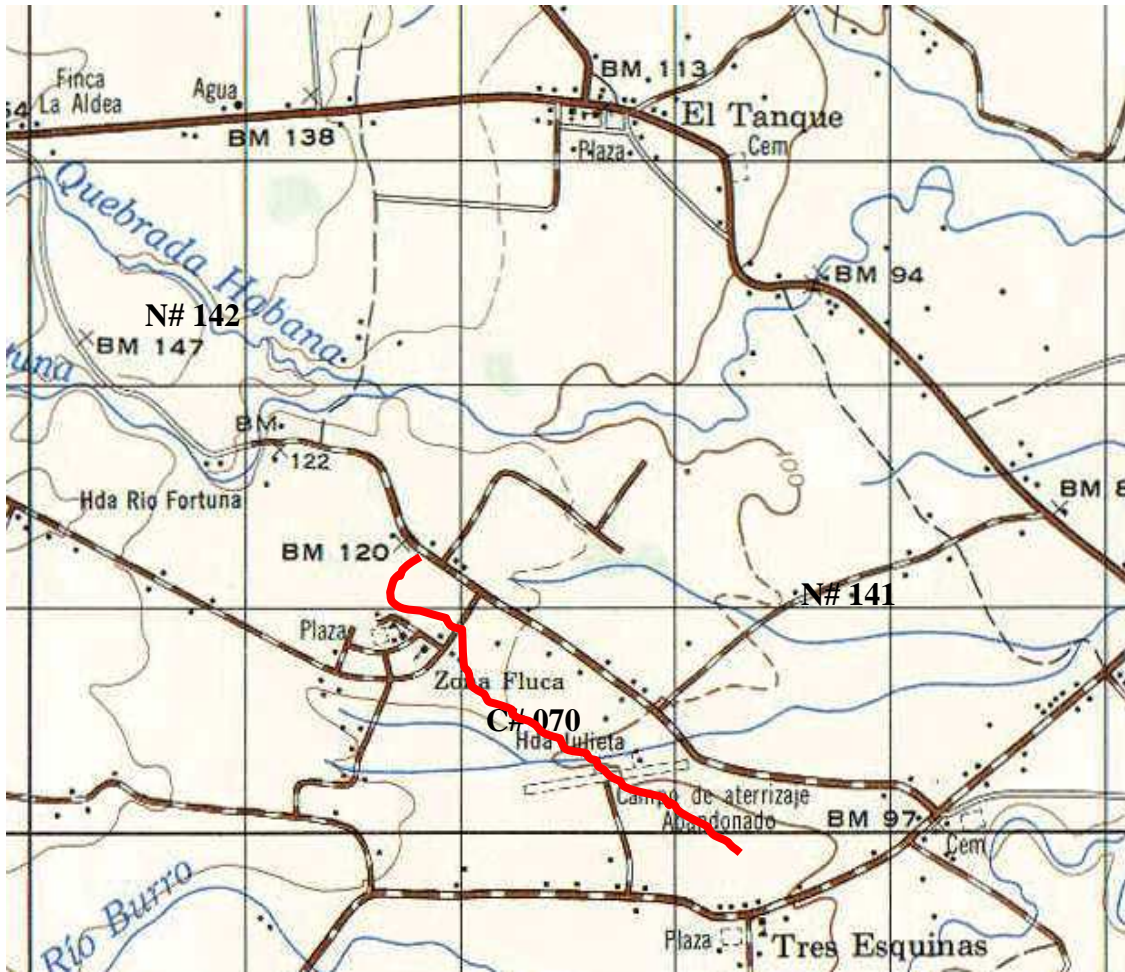 BM 113
Finca
La Aldea
Agua
54
BM 138
El Tanque
Plaza
Cem
Quebrada Habana
BM 94
N# 142
BM 147
BM
122
Hda Rio Fortuna
BM 8
BM 120
N# 141
Plaza
Zona Fluca
C# 070
Hda Julieta
Campo de aterrizaje
Abandonado
BM 97
Cem
Río Burro
Plaza
Tres Esquinas